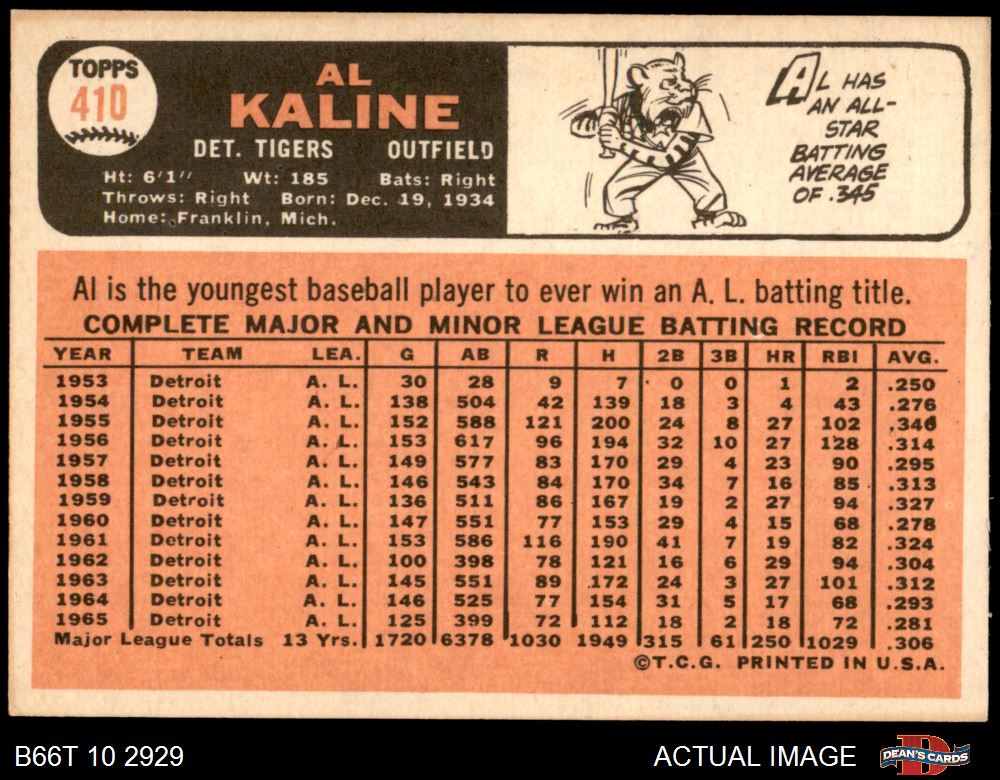 TOPPS
410
AL
KALINE
DET. TIGERS OUTFIELD
Ht: 6'1" Wt: 185 Bats: Right
Throws: Right Born: Dec. 19, 1934
Home: Franklin, Mich.
AL HAS
AN ALL-
STAR
BATTING
AVERAGE
OF .345
Al is the youngest baseball player to ever win an A. L. batting title.
COMPLETE MAJOR AND MINOR LEAGUE BATTING RECORD
YEAR TEAM LEA. G AB R H 2B 3B HR RBI AVG.
1953 Detroit A. L. 30 28 9 7 0 0 1 2 .250
1954 Detroit A. L. 138 504 42 139 18 3 4 43 .276
1955 Detroit A. L. 152 588 121 200 24 8 27 102 .340
1956 Detroit A. L. 153 617 96 194 32 10 27 128 .314
1957 Detroit A. L. 149 577 83 170 29 4 23 90 .295
1958 Detroit A. L. 146 543 84 170 34 7 16 85 .313
1959 Detroit A. L. 136 511 86 167 19 2 27 94 .327
1960 Detroit A. L. 147 551 77 153 29 4 15 68 .278
1961 Detroit A. L. 153 586 116 190 41 7 19 82 .324
1962 Detroit A. L. 100 398 78 121 16 6 29 94 .304
1963 Detroit A. L. 145 551 89 172 24 3 27 101 .312
1964 Detroit A. L. 146 525 77 154 31 5 17 68 .293
1965 Detroit A. L. 125 399 72 112 18 2 18 72 .281
Major League Totals 13 Yrs. 1720 6378 1030 1949 315 61 250 1029 .306
©T.C.G. PRINTED IN U.S.A.
B66T 10 2929
ACTUAL IMAGE
DEAN'S CARDS